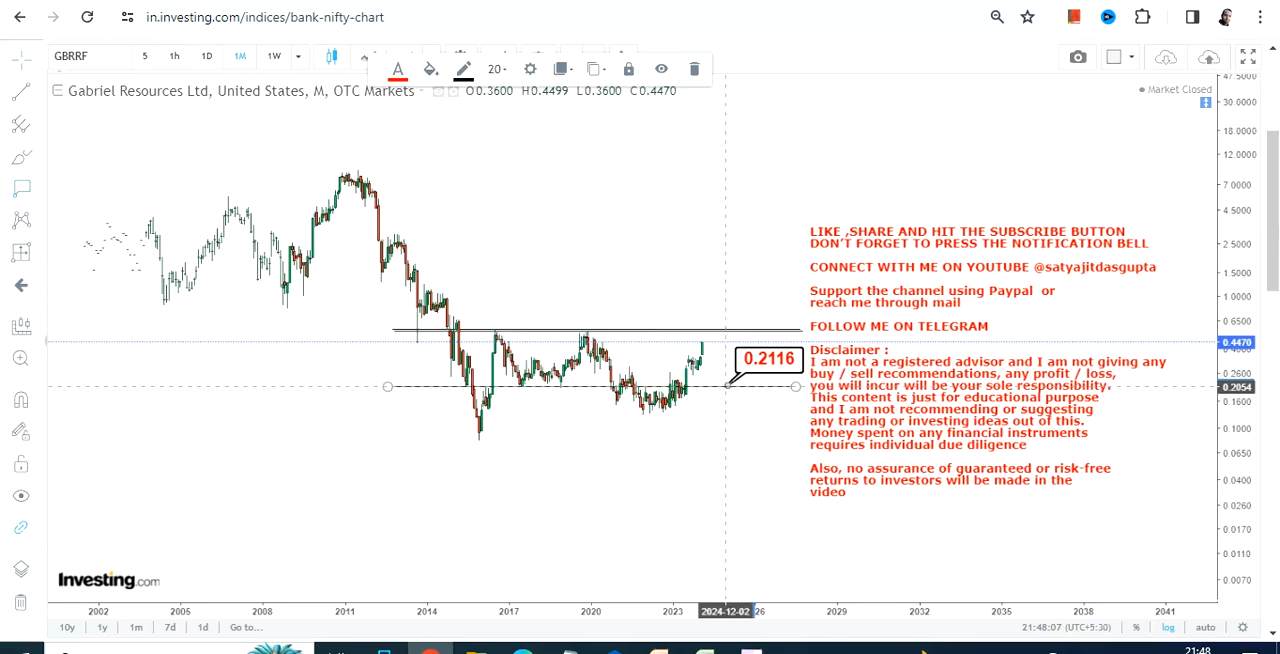 in.investing.com/indices/bank-nifty-chart
GBRRF 5 1h 1D 1M 1W
20
Gabriel Resources Ltd, United States, M, OTC Markets O0.3600 H0.4499 L0.3600 C0.4470
Market Closed
47.5000
30.0000
18.0000
12.0000
7.0000
4.5000
2.5000
1.5000
1.0000
0.6500
0.4470
0.2600
0.2054
0.1600
0.1000
0.0650
0.0400
0.0260
0.0170
0.0110
0.0070
0.2116
LIKE ,SHARE AND HIT THE SUBSCRIBE BUTTON
DON'T FORGET TO PRESS THE NOTIFICATION BELL
CONNECT WITH ME ON YOUTUBE @satyajitdasgupta
Support the channel using Paypal or
reach me through mail
FOLLOW ME ON TELEGRAM
Disclaimer :
I am not a registered advisor and I am not giving any
buy / sell recommendations, any profit / loss,
you will incur will be your sole responsibility.
This content is just for educational purpose
and I am not recommending or suggesting
any trading or investing ideas out of this.
Money spent on any financial instruments
requires individual due diligence
Also, no assurance of guaranteed or risk-free
returns to investors will be made in the
video
Investing.com
2002 2005 2008 2011 2014 2017 2020 2023 2024-12-02 26 2029 2032 2035 2038 2041
10y 1y 1m 7d 1d Go to... 21:48:07 (UTC+5:30) % log auto
21:48